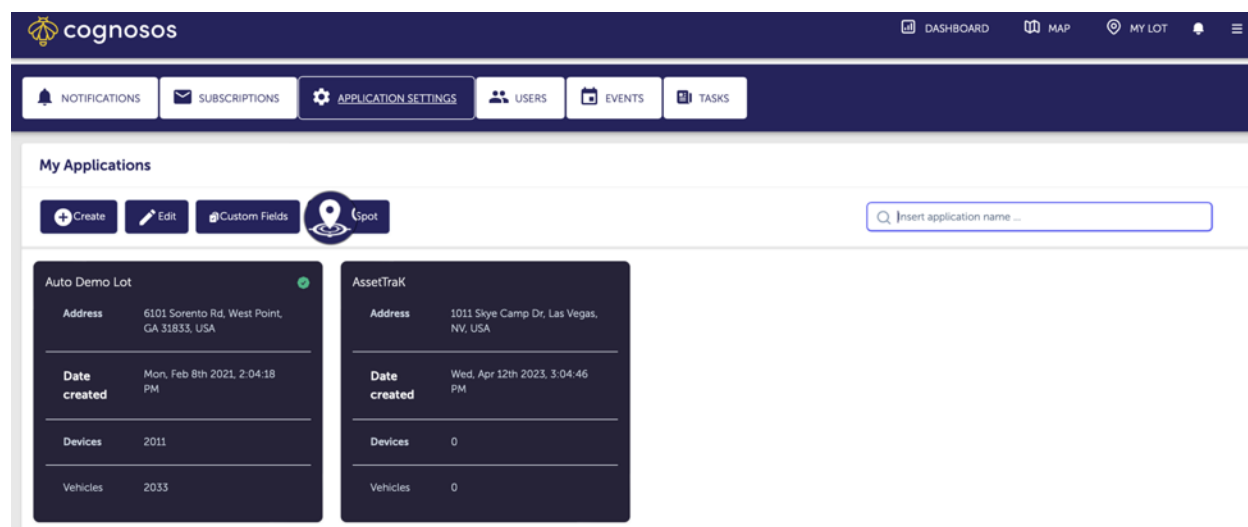 cognosos
DASHBOARD
MAP
MY LOT
NOTIFICATIONS
SUBSCRIPTIONS
APPLICATION SETTINGS
USERS
EVENTS
TASKS
My Applications
Create
Edit
Custom Fields
Spot
Insert application name ...
Auto Demo Lot
Address
6101 Sorento Rd, West Point,
GA 31833, USA
Date
created
Mon, Feb 8th 2021, 2:04:18
PM
Devices
2011
Vehicles
2033
AssetTraK
Address
1011 Skye Camp Dr, Las Vegas,
NV, USA
Date
created
Wed, Apr 12th 2023, 3:04:46
PM
Devices
0
Vehicles
0